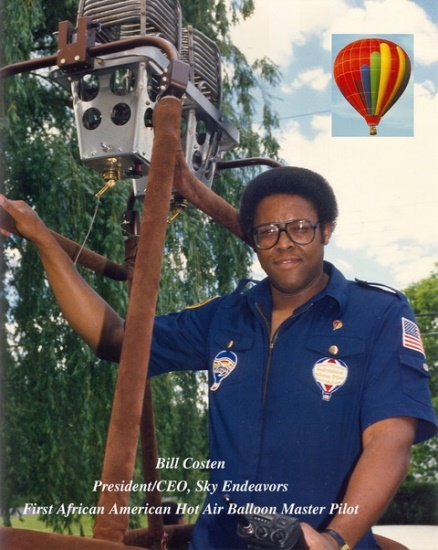 Bill Costen
President/CEO, Sky Endeavors
First African American Hot Air Balloon Master Pilot